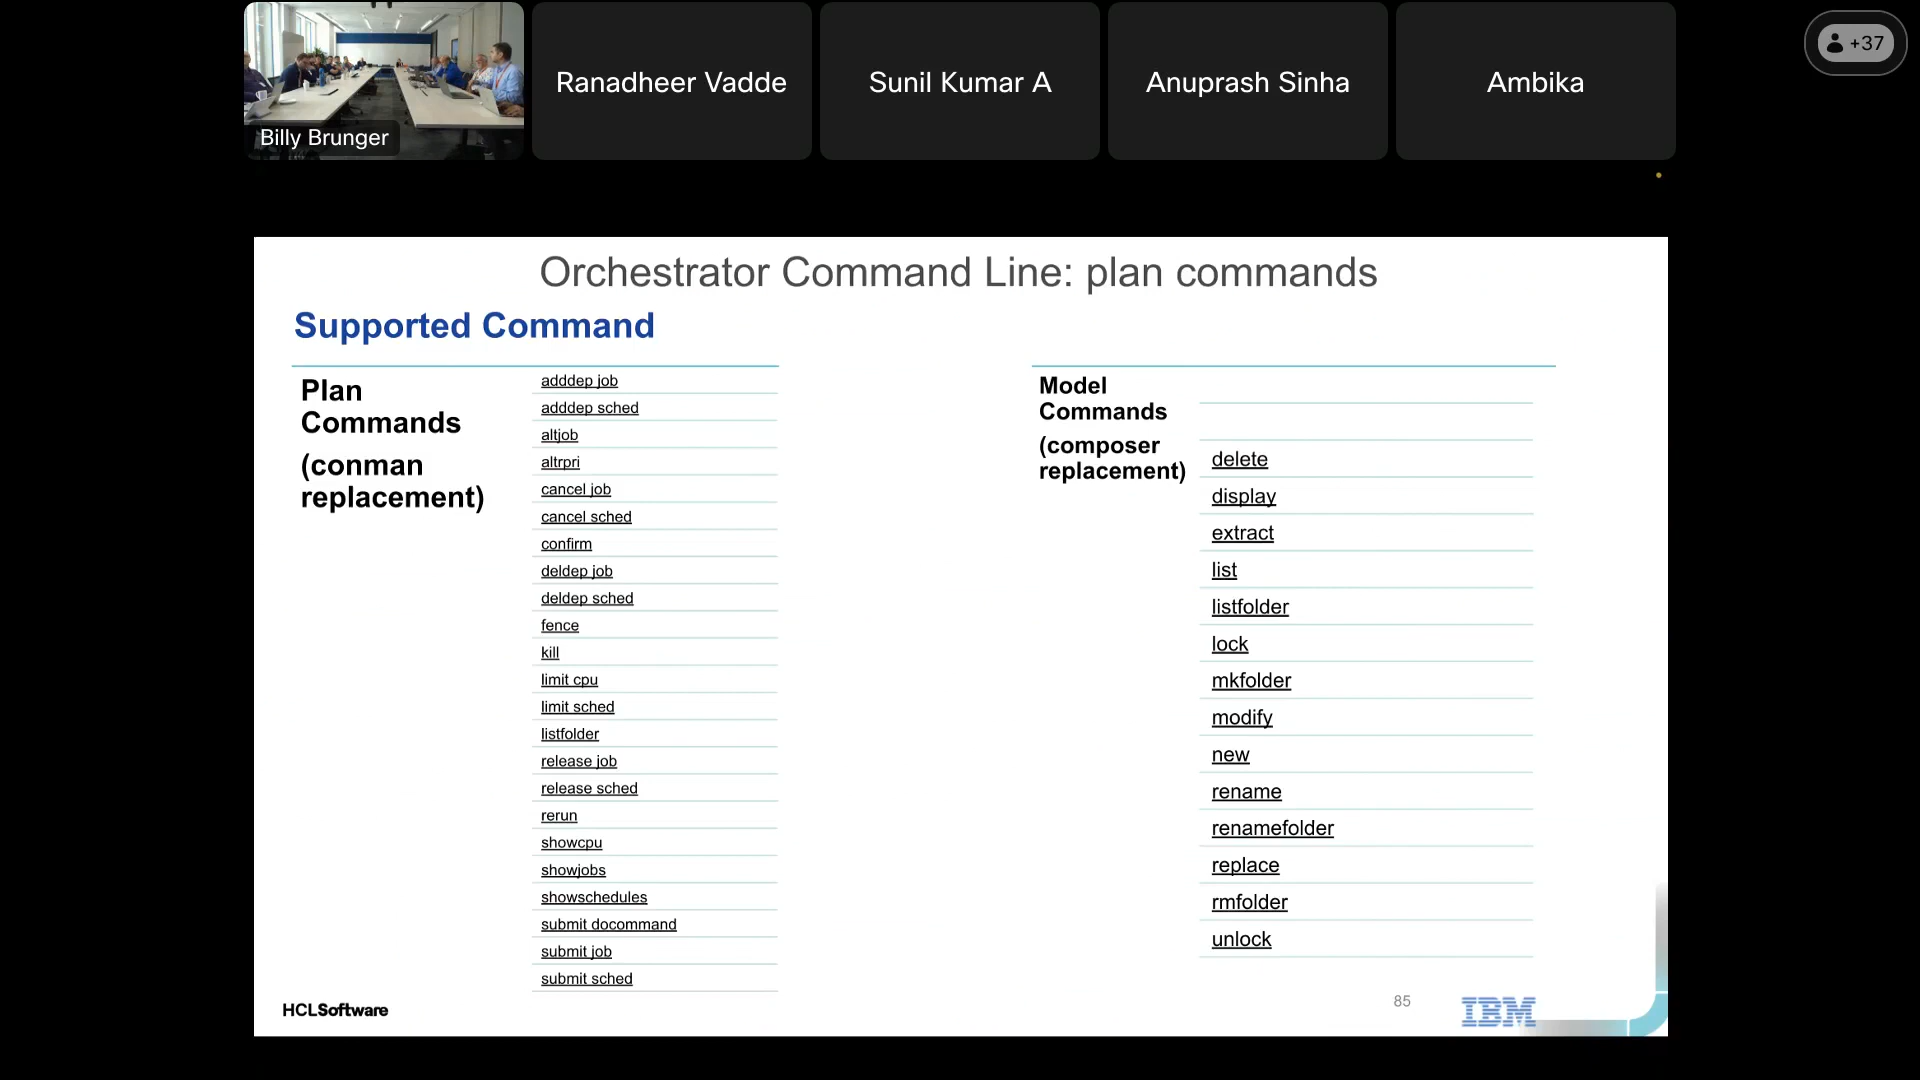 Billy Brunger
Ranadheer Vadde
Sunil Kumar A
Anuprash Sinha
Ambika
+37
Orchestrator Command Line: plan commands
Supported Command
Plan
Commands
(conman
replacement)
adddep job
adddep sched
altjob
altrpri
cancel job
cancel sched
confirm
deldep job
deldep sched
fence
kill
limit cpu
limit sched
listfolder
release job
release sched
rerun
showcpu
showjobs
showschedules
submit docommand
submit job
submit sched
Model
Commands
(composer
replacement)
delete
display
extract
list
listfolder
lock
mkfolder
modify
new
rename
renamefolder
replace
rmfolder
unlock
HCLSoftware
85
IBM